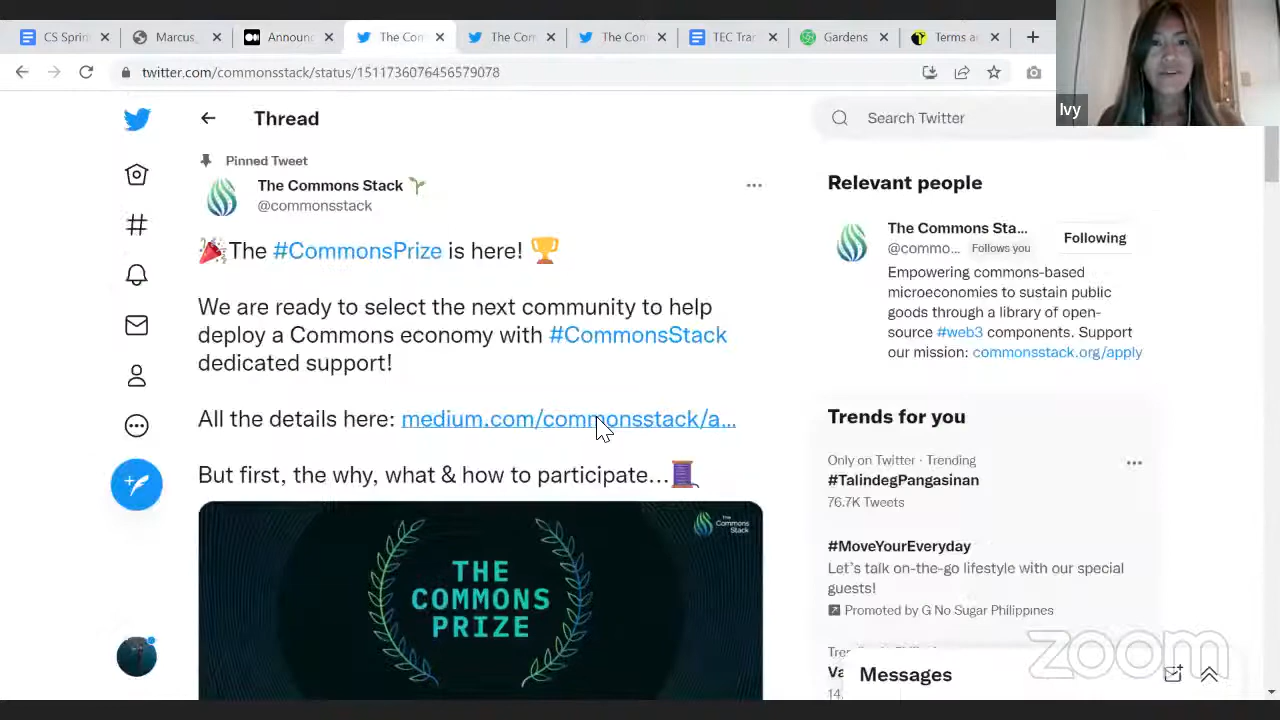 CS Sprin
Marcus_
Announc
The Con
The Con
The Con
TEC Tra
Gardens
Terms a
twitter.com/commonsstack/status/1511736076456579078
Ivy
Thread
Search Twitter
Pinned Tweet
The Commons Stack
@commonsstack
🎉The #CommonsPrize is here! 🏆
We are ready to select the next community to help
deploy a Commons economy with #CommonsStack
dedicated support!
All the details here: medium.com/commonsstack/a...
But first, the why, what & how to participate...🧵
The Commons Stack
THE
COMMONS
PRIZE
Relevant people
The Commons Sta...
@commo... Follows you
Following
Empowering commons-based
microeconomies to sustain public
goods through a library of open-
source #web3 components. Support
our mission: commonsstack.org/apply
Trends for you
Only on Twitter · Trending
#TalindegPangasinan
76.7K Tweets
#MoveYourEveryday
Let's talk on-the-go lifestyle with our special
guests!
Promoted by G No Sugar Philippines
Va
14.
Messages
zoom